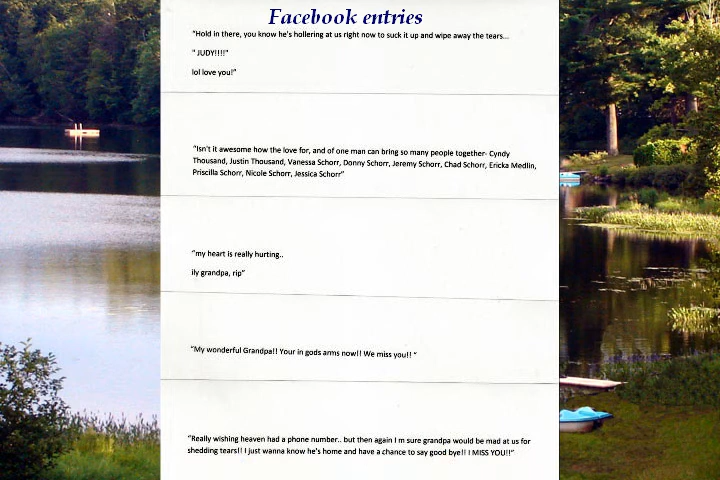 Facebook entries
"Hold in there, you know he's hollering at us right now to suck it up and wipe away the tears...
" JUDY!!!!"
lol love you!"
"Isn't it awesome how the love for, and of one man can bring so many people together- Cyndy
Thousand, Justin Thousand, Vanessa Schorr, Donny Schorr, Jeremy Schorr, Chad Schorr, Ericka Medlin,
Priscilla Schorr, Nicole Schorr, Jessica Schorr"
"my heart is really hurting..
ily grandpa, rip"
"My wonderful Grandpa!! Your in gods arms now!! We miss you!! "
"Really wishing heaven had a phone number.. but then again I m sure grandpa would be mad at us for
shedding tears!! I just wanna know he's home and have a chance to say good bye!! I MISS YOU!!"